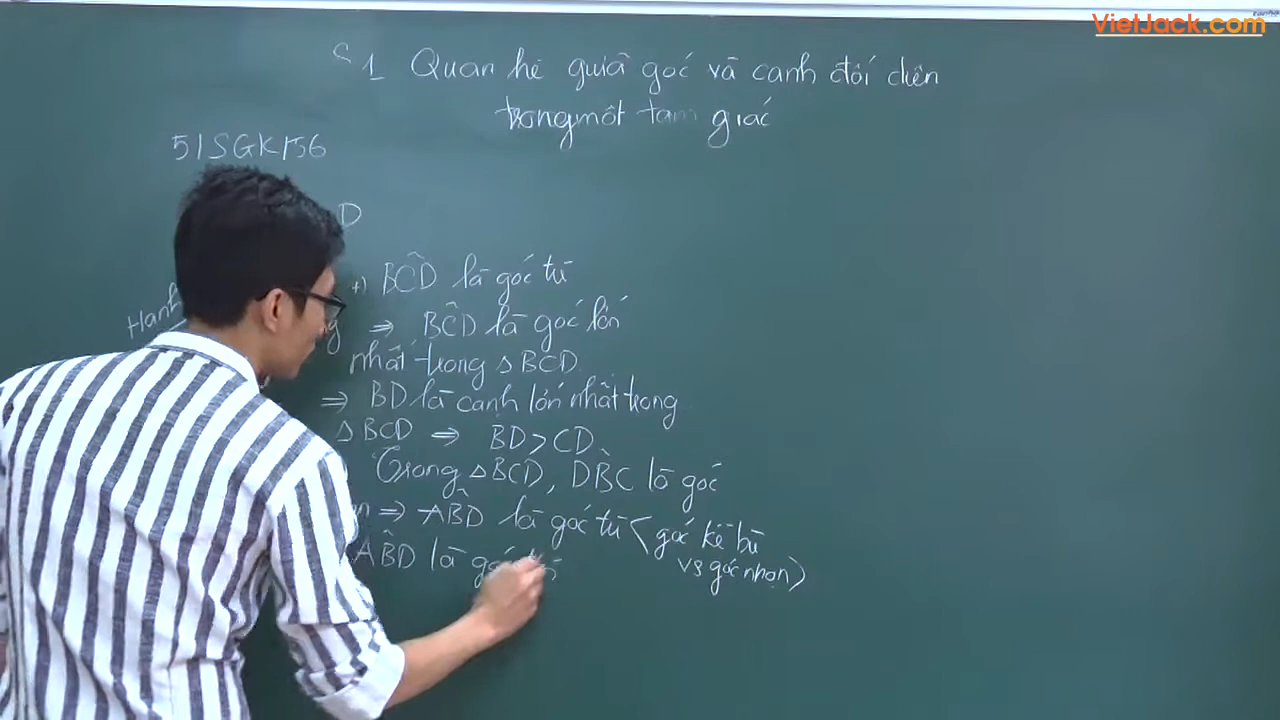 VietJack.com
§1 Quan hệ giữa góc và cạnh đối diện
trong một tam giác
5/SGK/56
D
Hạnh
+) BĈD là góc tù
⇒ BĈD là góc lớn
nhất trong △BCD.
⇒ BD là cạnh lớn nhất trong
△BCD ⇒ BD>CD.
Trong △BCD, DB̂C là góc
⇒ AB̂D là góc tù (góc kề bù
vs góc nhọn)
AB̂D là góc